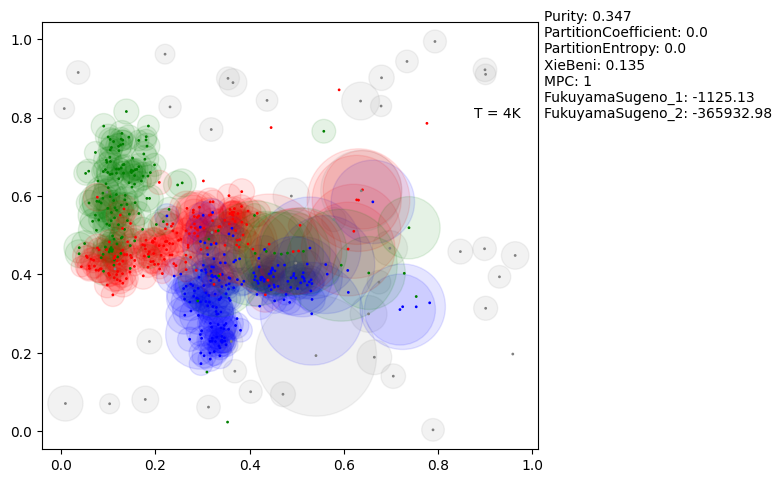 Purity: 0.347
PartitionCoefficient: 0.0
PartitionEntropy: 0.0
XieBeni: 0.135
MPC: 1
FukuyamaSugeno_1: -1125.13
FukuyamaSugeno_2: -365932.98
T = 4K
1.0
0.8
0.6
0.4
0.2
0.0
0.0 0.2 0.4 0.6 0.8 1.0